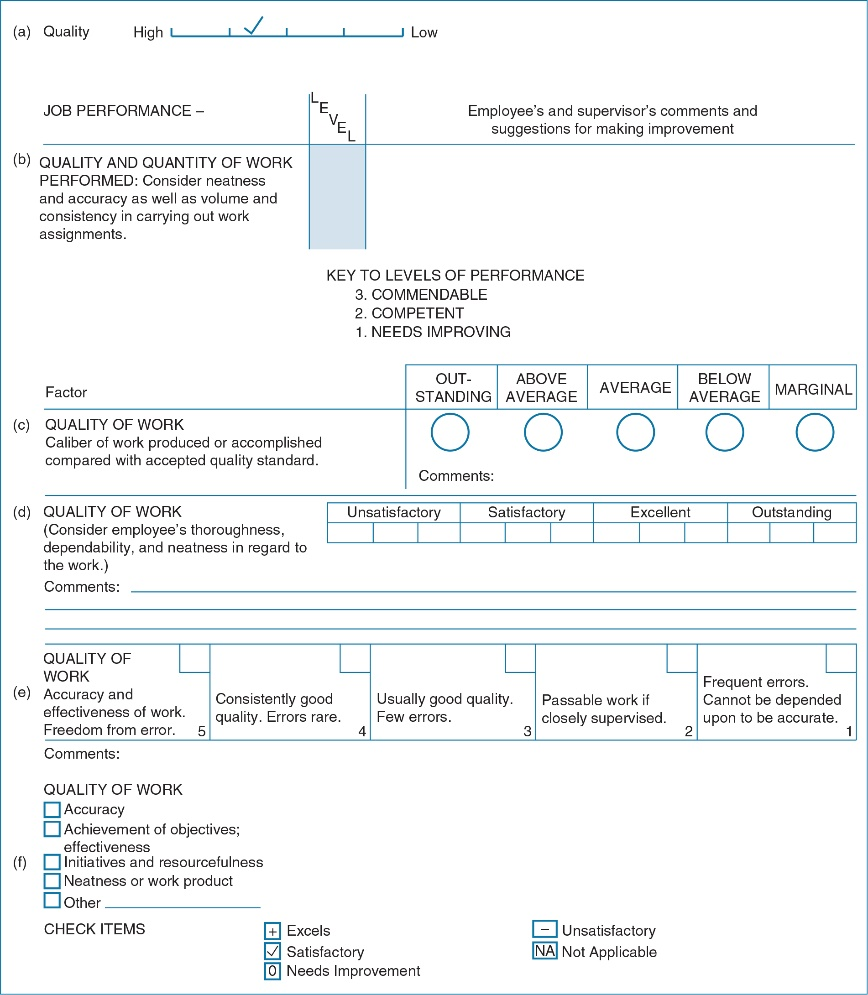 (a) Quality High Low
JOB PERFORMANCE – LEVEL Employee's and supervisor's comments and
suggestions for making improvement
(b) QUALITY AND QUANTITY OF WORK
PERFORMED: Consider neatness
and accuracy as well as volume and
consistency in carrying out work
assignments.
KEY TO LEVELS OF PERFORMANCE
3. COMMENDABLE
2. COMPETENT
1. NEEDS IMPROVING
Factor
OUT-
STANDING
ABOVE
AVERAGE
AVERAGE
BELOW
AVERAGE
MARGINAL
(c) QUALITY OF WORK
Caliber of work produced or accomplished
compared with accepted quality standard.
Comments:
(d) QUALITY OF WORK
(Consider employee's thoroughness,
dependability, and neatness in regard to
the work.)
Unsatisfactory Satisfactory Excellent Outstanding
Comments:
(e)
QUALITY OF
WORK
Accuracy and
effectiveness of work.
Freedom from error. 5
Consistently good
quality. Errors rare. 4
Usually good quality.
Few errors. 3
Passable work if
closely supervised. 2
Frequent errors.
Cannot be depended
upon to be accurate. 1
Comments:
QUALITY OF WORK
Accuracy
Achievement of objectives;
effectiveness
(f) Initiatives and resourcefulness
Neatness or work product
Other
CHECK ITEMS
+ Excels
✓ Satisfactory
0 Needs Improvement
– Unsatisfactory
NA Not Applicable